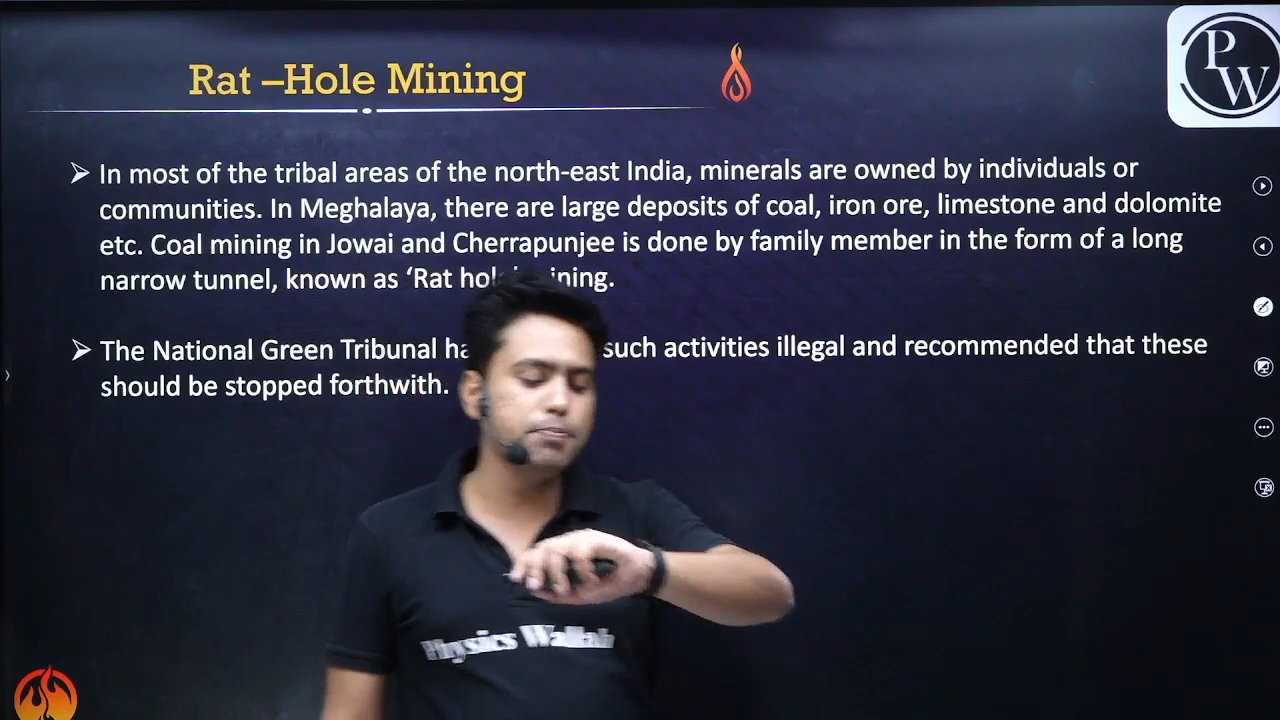 Rat –Hole Mining
PW
➢ In most of the tribal areas of the north-east India, minerals are owned by individuals or
communities. In Meghalaya, there are large deposits of coal, iron ore, limestone and dolomite
etc. Coal mining in Jowai and Cherrapunjee is done by family member in the form of a long
narrow tunnel, known as ‘Rat mining.
➢ The National Green Tribunal such activities illegal and recommended that these
should be stopped forthwith.
Physics Wallah